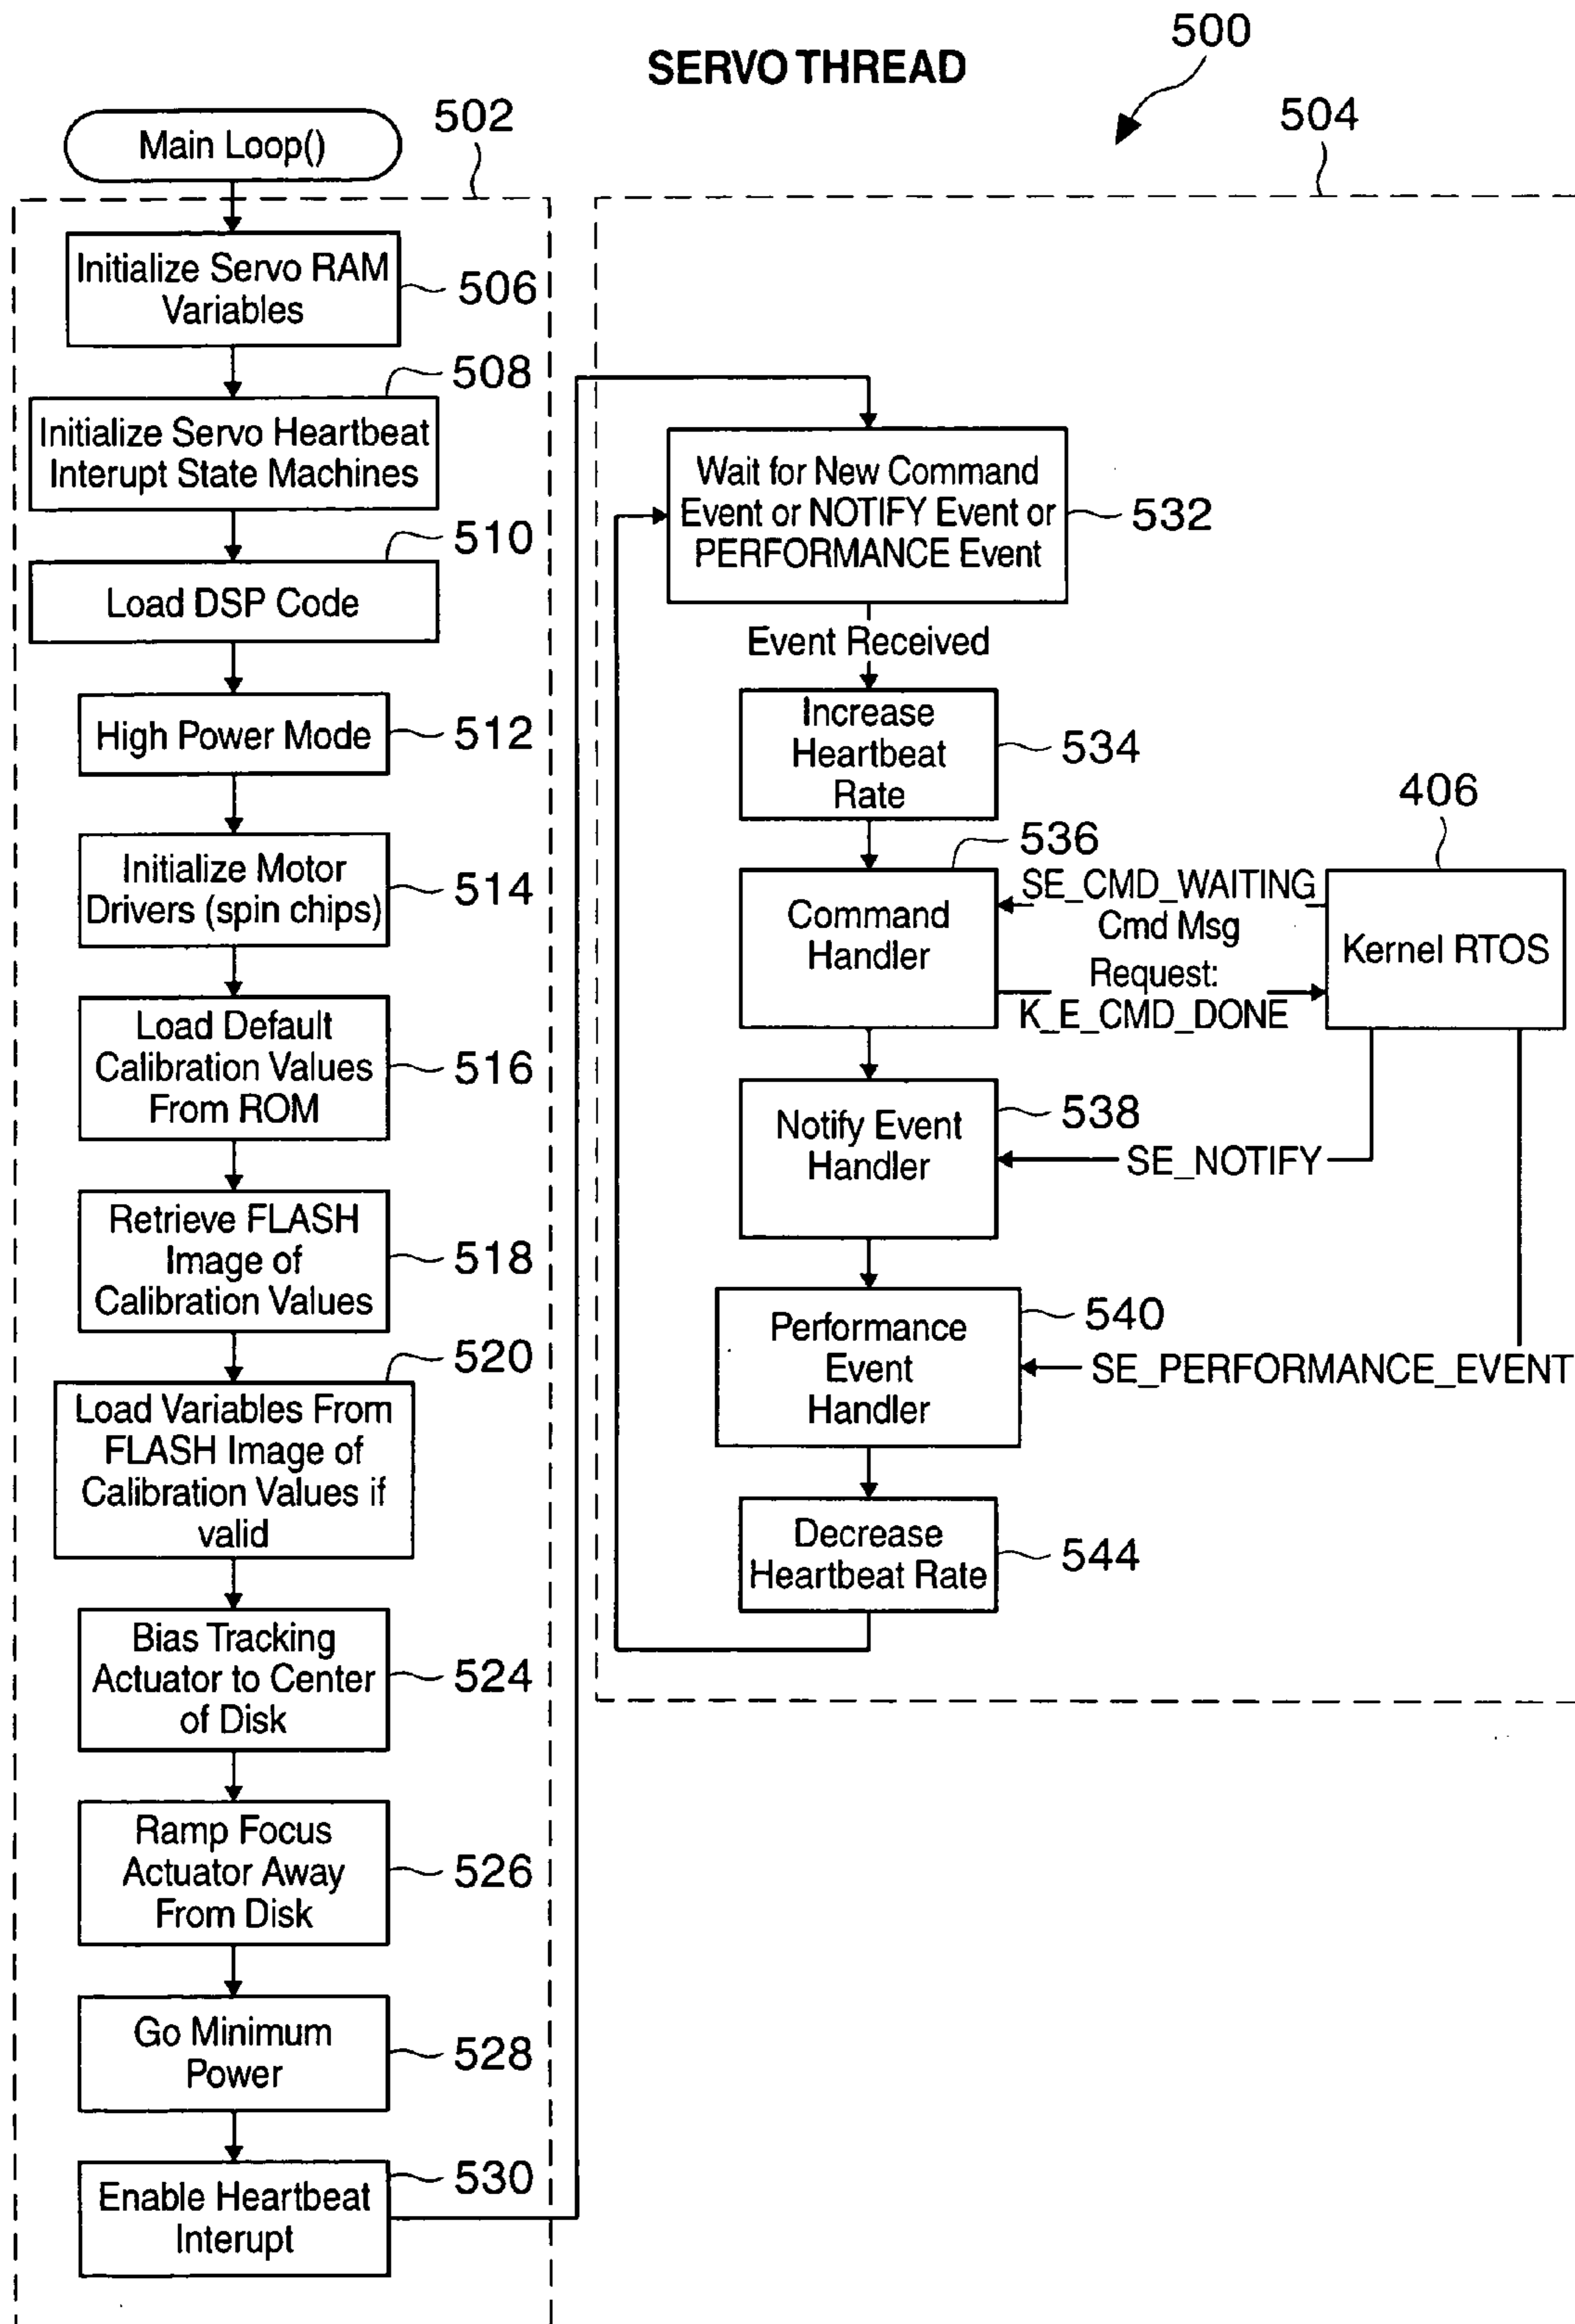 SERVO THREAD
500
Main Loop()
502
504
Initialize Servo RAM
Variables
506
508
Initialize Servo Heartbeat
Interupt State Machines
510
Load DSP Code
High Power Mode
512
Initialize Motor
Drivers (spin chips)
514
Load Default
Calibration Values
From ROM
516
Retrieve FLASH
Image of
Calibration Values
518
520
Load Variables From
FLASH Image of
Calibration Values if
valid
Bias Tracking
Actuator to Center
of Disk
524
Ramp Focus
Actuator Away
From Disk
526
Go Minimum
Power
528
530
Enable Heartbeat
Interupt
Wait for New Command
Event or NOTIFY Event or
PERFORMANCE Event
532
Event Received
Increase
Heartbeat
Rate
534
536
Command
Handler
SE_CMD_WAITING
Cmd Msg
Request:
K_E_CMD_DONE
406
Kernel RTOS
Notify Event
Handler
538
SE_NOTIFY
Performance
Event
Handler
540
SE_PERFORMANCE_EVENT
Decrease
Heartbeat Rate
544